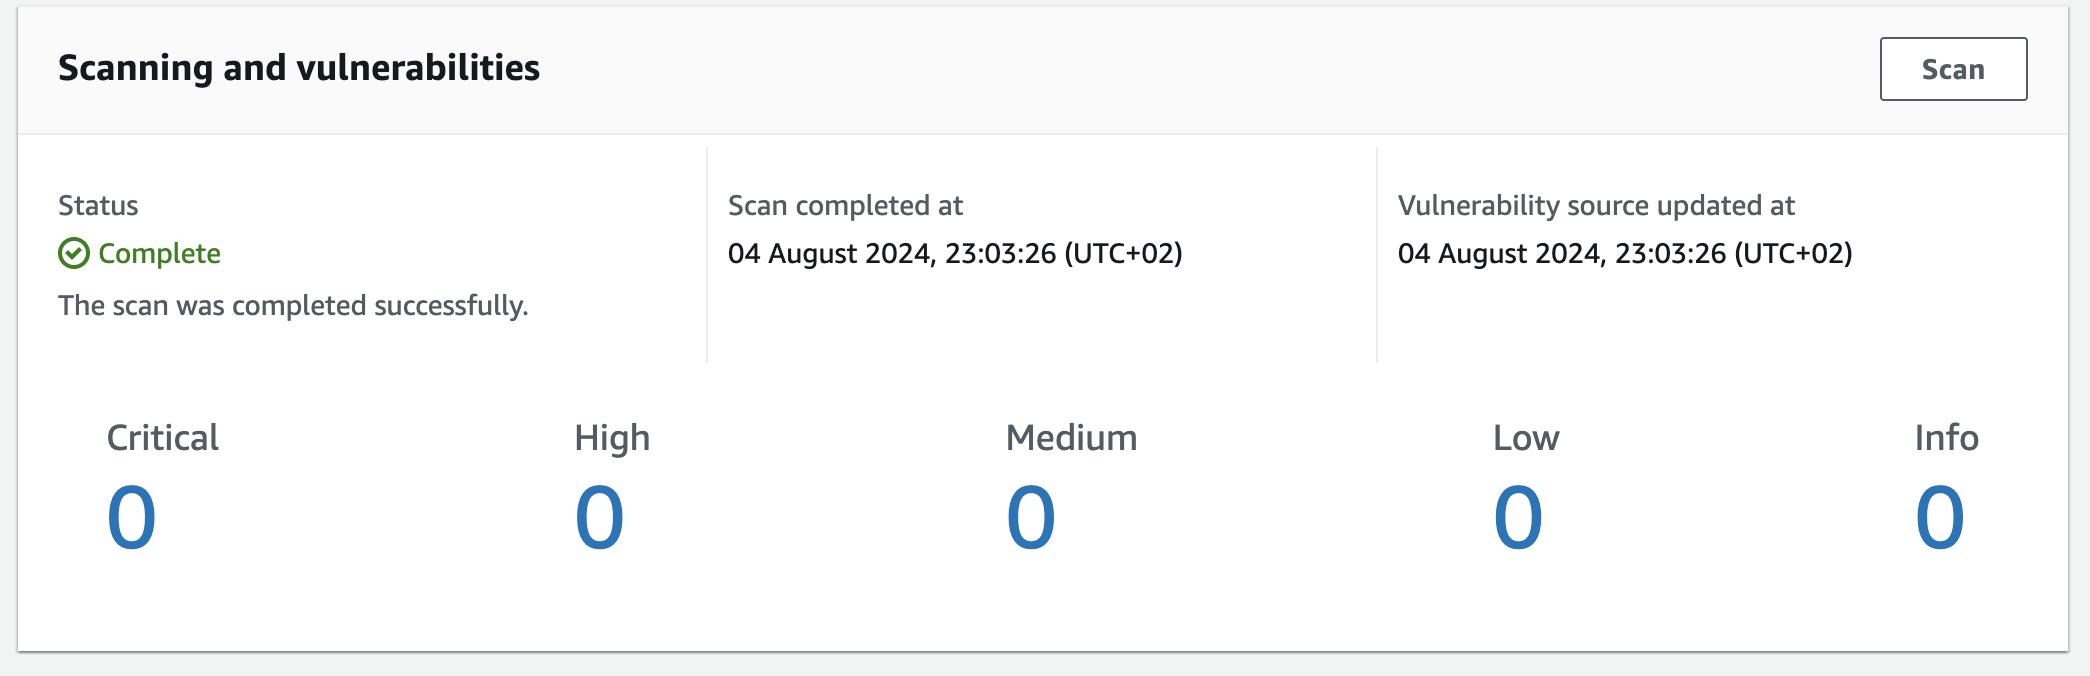 Scanning and vulnerabilities
Scan
Status
Complete
The scan was completed successfully.
Scan completed at
04 August 2024, 23:03:26 (UTC+02)
Vulnerability source updated at
04 August 2024, 23:03:26 (UTC+02)
Critical
0
High
0
Medium
0
Low
0
Info
0